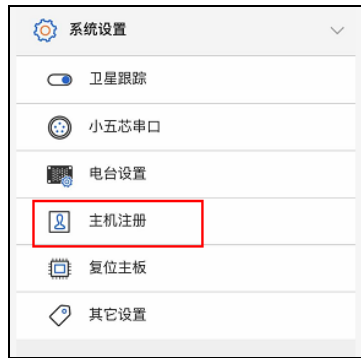 系统设置
卫星跟踪
小五芯串口
电台设置
主机注册
复位主板
其它设置